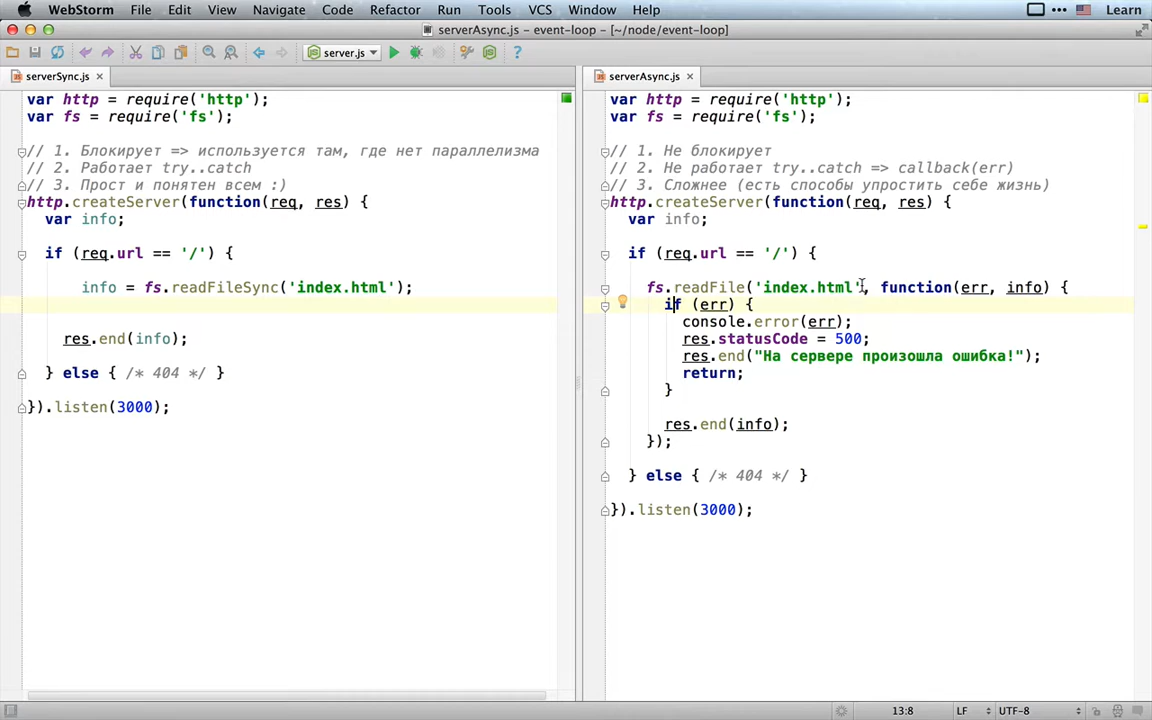 WebStorm File Edit View Navigate Code Refactor Run Tools VCS Window Help Learn
serverAsync.js – event-loop – [~/node/event-loop]
server.js
serverSync.js
var http = require('http');
var fs = require('fs');
// 1. Блокирует => используется там, где нет параллелизма
// 2. Работает try..catch
// 3. Прост и понятен всем :)
http.createServer(function(req, res) {
var info;
if (req.url == '/') {
info = fs.readFileSync('index.html');
res.end(info);
} else { /* 404 */ }
}).listen(3000);
serverAsync.js
var http = require('http');
var fs = require('fs');
// 1. Не блокирует
// 2. Не работает try..catch => callback(err)
// 3. Сложнее (есть способы упростить себе жизнь)
http.createServer(function(req, res) {
var info;
if (req.url == '/') {
fs.readFile('index.html', function(err, info) {
if (err) {
console.error(err);
res.statusCode = 500;
res.end("На сервере произошла ошибка!");
return;
}
res.end(info);
});
} else { /* 404 */ }
}).listen(3000);
13:8 LF UTF-8